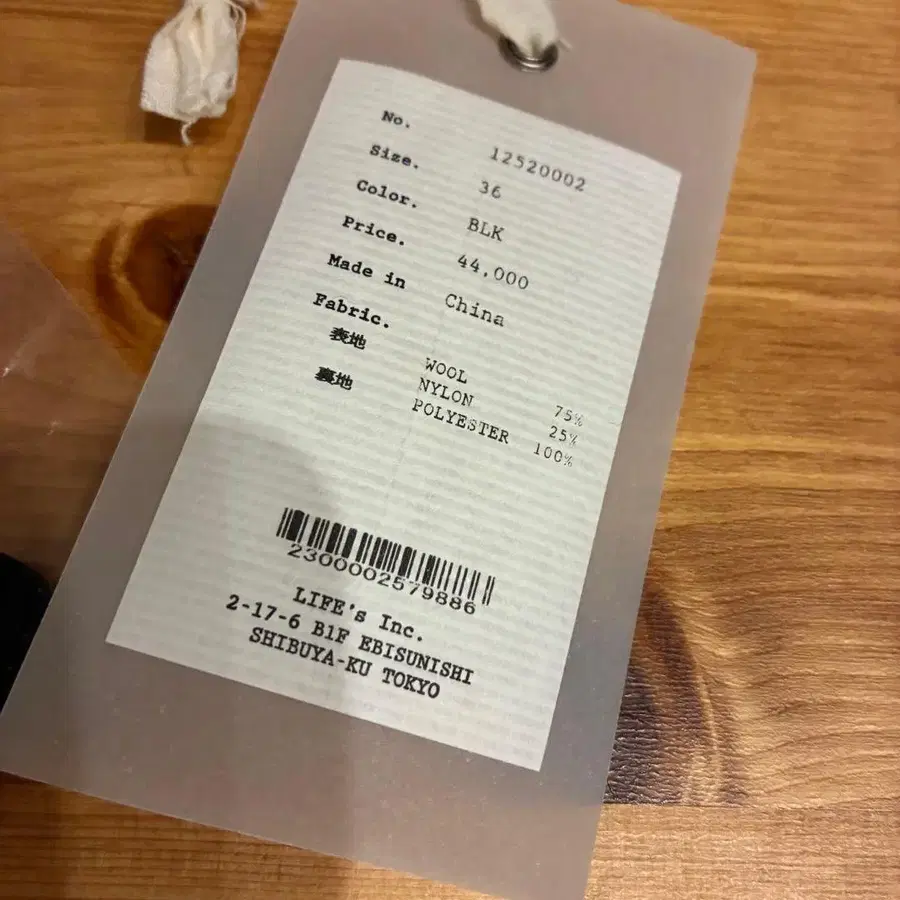 No. 12520002
Size. 36
Color. BLK
Price. 44,000
Made in China
Fabric.
表地 WOOL 75%
NYLON 25%
裏地 POLYESTER 100%
2300002579886
LIFE's Inc.
2-17-6 B1F EBISUNISHI
SHIBUYA-KU TOKYO